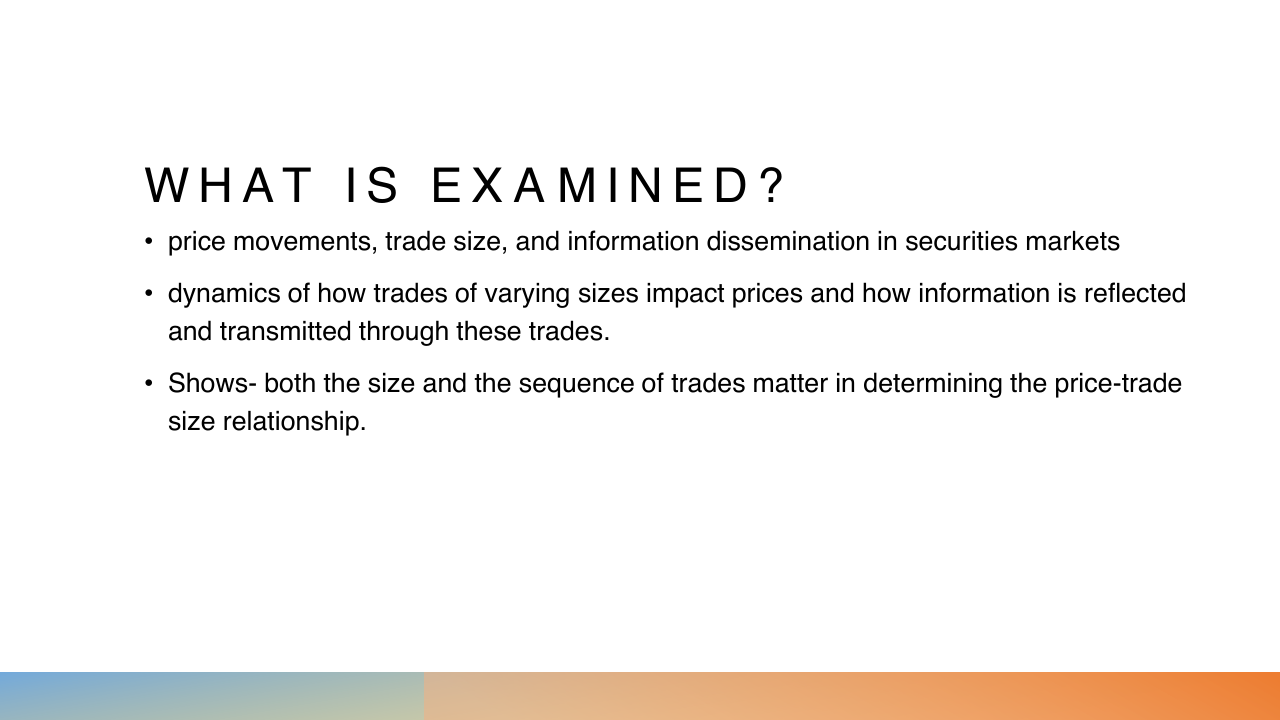 WHAT IS EXAMINED?
• price movements, trade size, and information dissemination in securities markets
• dynamics of how trades of varying sizes impact prices and how information is reflected
and transmitted through these trades.
• Shows- both the size and the sequence of trades matter in determining the price-trade
size relationship.